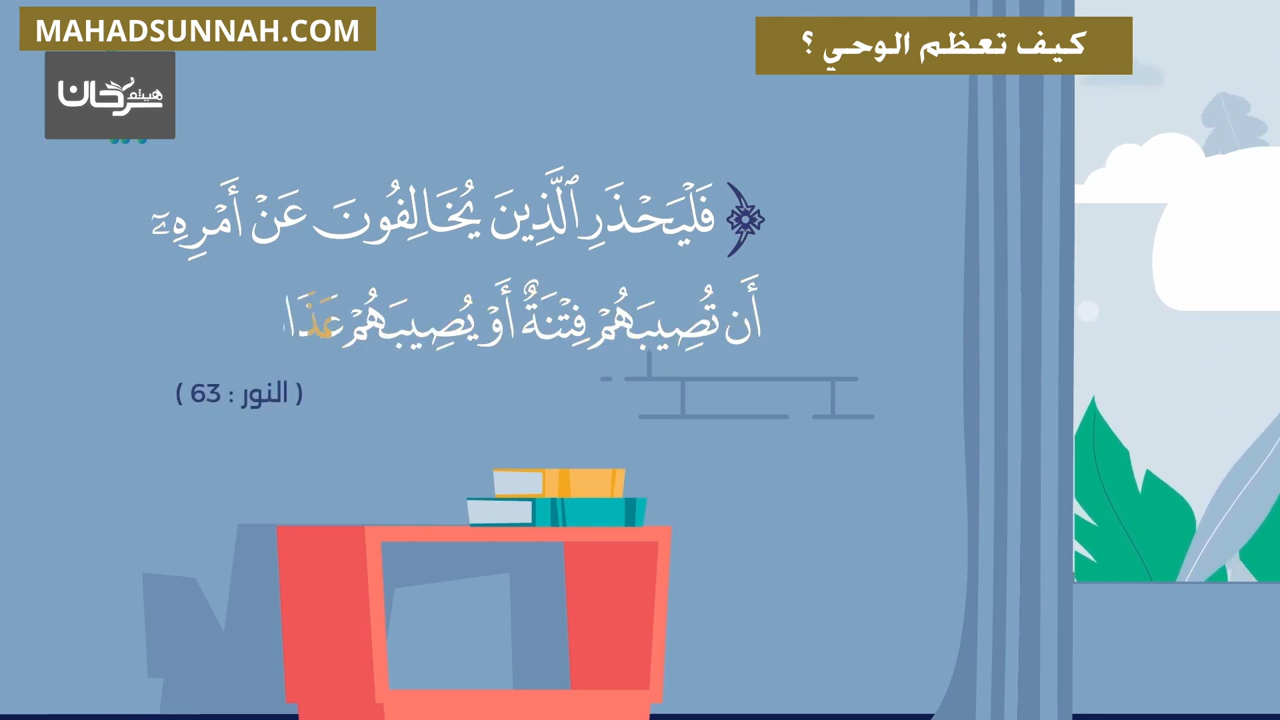 MAHADSUNNAH.COM
كيف تعظم الوحي ؟
هيثم سرحان
﴿ فَلْيَحْذَرِ ٱلَّذِينَ يُخَالِفُونَ عَنْ أَمْرِهِۦٓ
أَن تُصِيبَهُمْ فِتْنَةٌ أَوْ يُصِيبَهُمْ عَذَا
( النور : 63 )